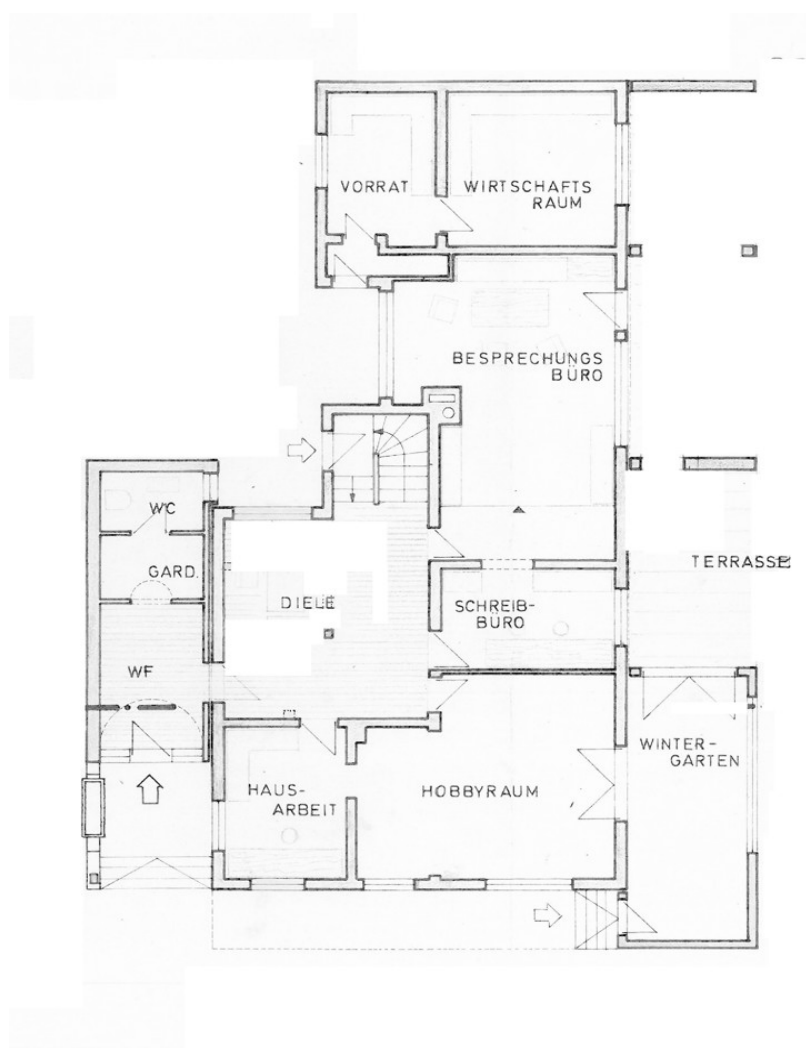 VORRAT
WIRTSCHAFTS
RAUM
BESPRECHUNGS
BÜRO
WC
GARD.
DIELE
SCHREIB-
BÜRO
TERRASSE
WF
WINTER-
GARTEN
HAUS-
ARBEIT
HOBBYRAUM